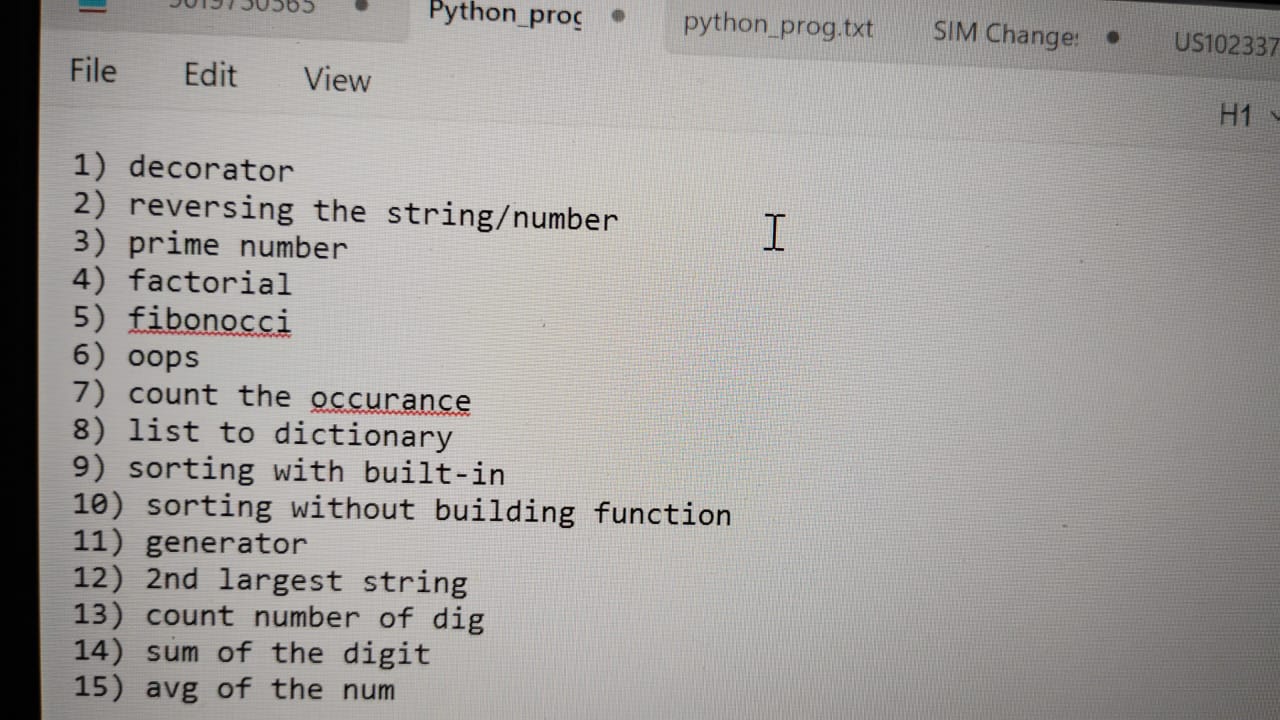 Python_prog python_prog.txt SIM Change: US102337
File Edit View
H1
1) decorator
2) reversing the string/number
3) prime number
4) factorial
5) fibonocci
6) oops
7) count the occurance
8) list to dictionary
9) sorting with built-in
10) sorting without building function
11) generator
12) 2nd largest string
13) count number of dig
14) sum of the digit
15) avg of the num